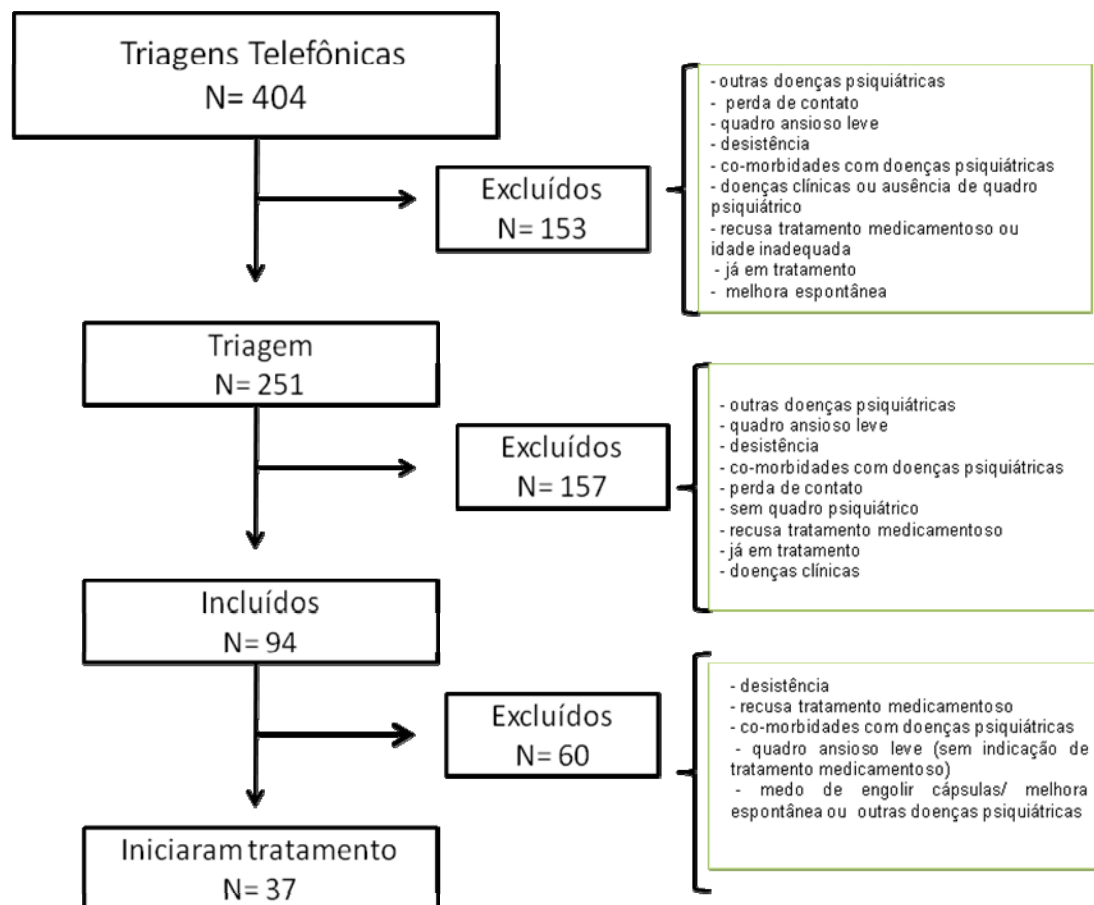 Triagens Telefônicas
N= 404
- outras doenças psiquiátricas
- perda de contato
- quadro ansioso leve
- desistência
- co-morbidades com doenças psiquiátricas
- doenças clínicas ou ausência de quadro
psiquiátrico
- recusa tratamento medicamentoso ou
idade inadequada
- já em tratamento
- melhora espontânea
Excluídos
N= 153
Triagem
N= 251
- outras doenças psiquiátricas
- quadro ansioso leve
- desistência
- co-morbidades com doenças psiquiátricas
- perda de contato
- sem quadro psiquiátrico
- recusa tratamento medicamentoso
- já em tratamento
- doenças clínicas
Excluídos
N= 157
Incluídos
N= 94
- desistência
- recusa tratamento medicamentoso
- co-morbidades com doenças psiquiátricas
- quadro ansioso leve (sem indicação de
tratamento medicamentoso)
- medo de engolir cápsulas/ melhora
espontânea ou outras doenças psiquiátricas
Excluídos
N= 60
Iniciaram tratamento
N= 37